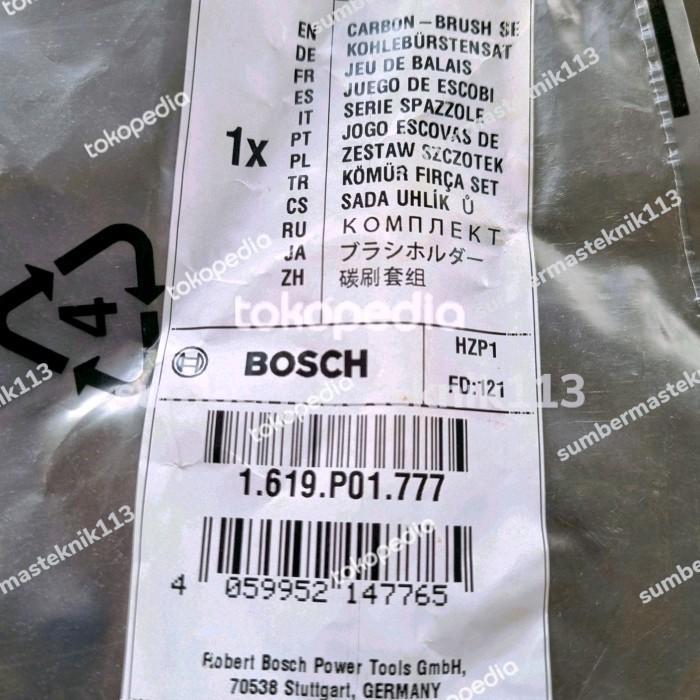 EN CARBON-BRUSH SE
DE KOHLEBÜRSTENSAT
FR JEU DE BALAIS
ES JUEGO DE ESCOBI
IT SERIE SPAZZOLE
1x PT JOGO ESCOVAS DE
PL ZESTAW SZCZOTEK
TR KÖMÜR FIRÇA SET
CS SADA UHLÍK Ů
RU КОМПЛЕКТ
JA ブラシホルダー
ZH 碳刷套组
4
tokopedia
BOSCH
HZP1
FD:121
1.619.P01.777
4 059952 147765
Robert Bosch Power Tools GmbH,
70538 Stuttgart, GERMANY
tokopedia
sumbermasteknik113